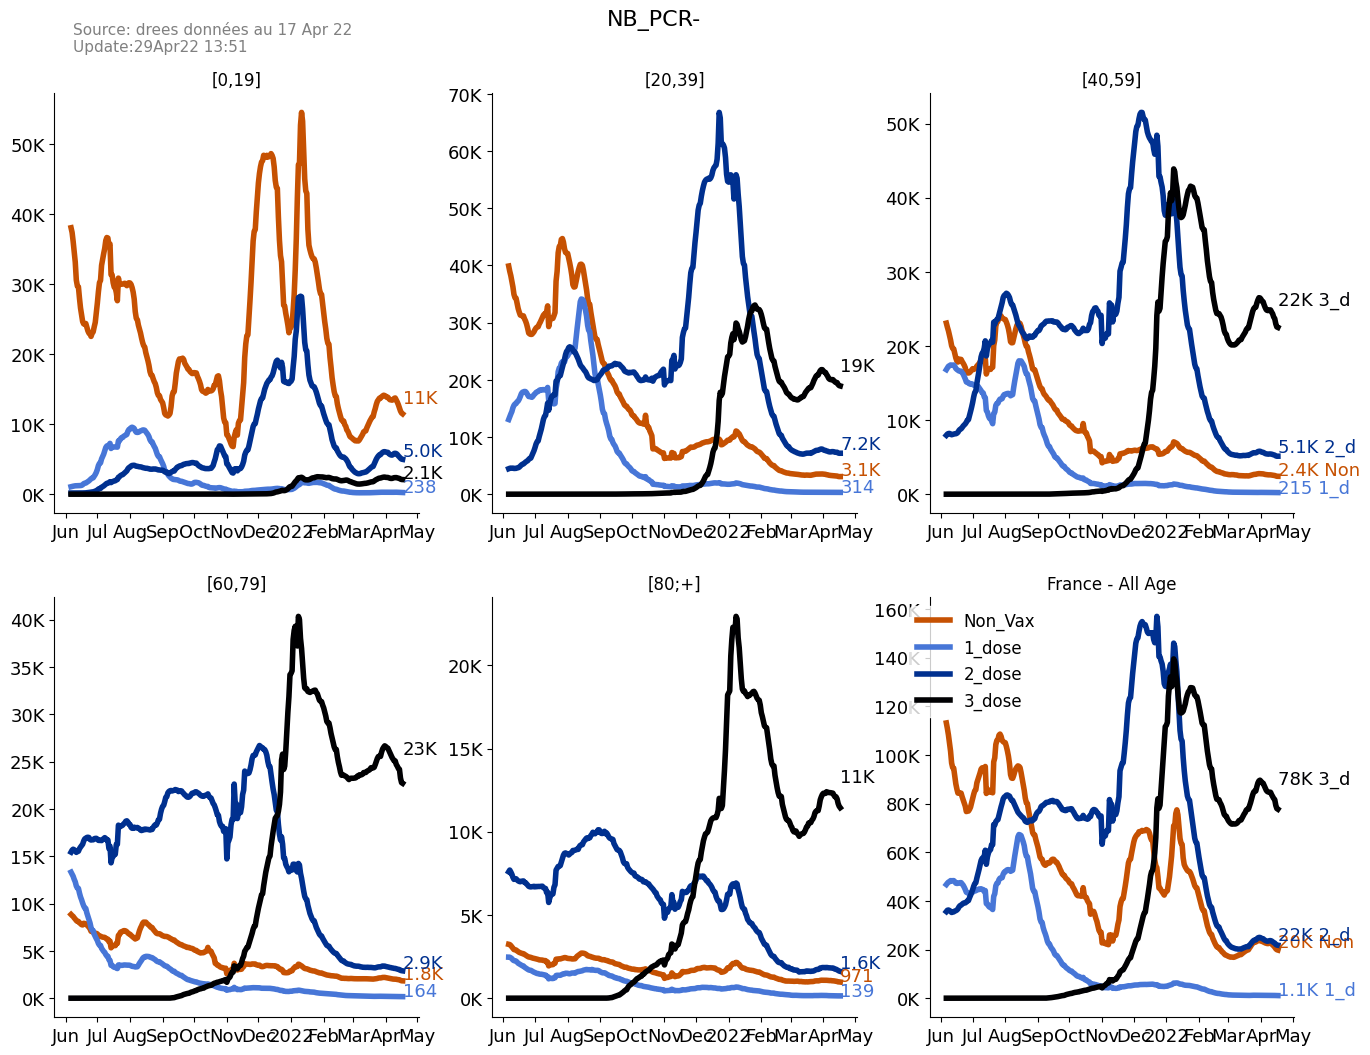 NB_PCR-
Source: drees données au 17 Apr 22
Update:29Apr22 13:51
[0,19]
50K
40K
30K
20K
10K
0K
11K
5.0K
2.1K
238
Jun Jul Aug Sep Oct Nov Dec 2022 Feb Mar Apr May
[20,39]
70K
60K
50K
40K
30K
20K
10K
0K
19K
7.2K
3.1K
314
Jun Jul Aug Sep Oct Nov Dec 2022 Feb Mar Apr May
[40,59]
50K
40K
30K
20K
10K
0K
22K 3_d
5.1K 2_d
2.4K Non
215 1_d
Jun Jul Aug Sep Oct Nov Dec 2022 Feb Mar Apr May
[60,79]
40K
35K
30K
25K
20K
15K
10K
5K
0K
23K
2.9K
1.8K
164
Jun Jul Aug Sep Oct Nov Dec 2022 Feb Mar Apr May
[80;+]
20K
15K
10K
5K
0K
11K
1.6K
971
139
Jun Jul Aug Sep Oct Nov Dec 2022 Feb Mar Apr May
France - All Age
160K
140K
120K
100K
80K
60K
40K
20K
0K
Non_Vax
1_dose
2_dose
3_dose
78K 3_d
22K 2_d
20K Non
1.1K 1_d
Jun Jul Aug Sep Oct Nov Dec 2022 Feb Mar Apr May